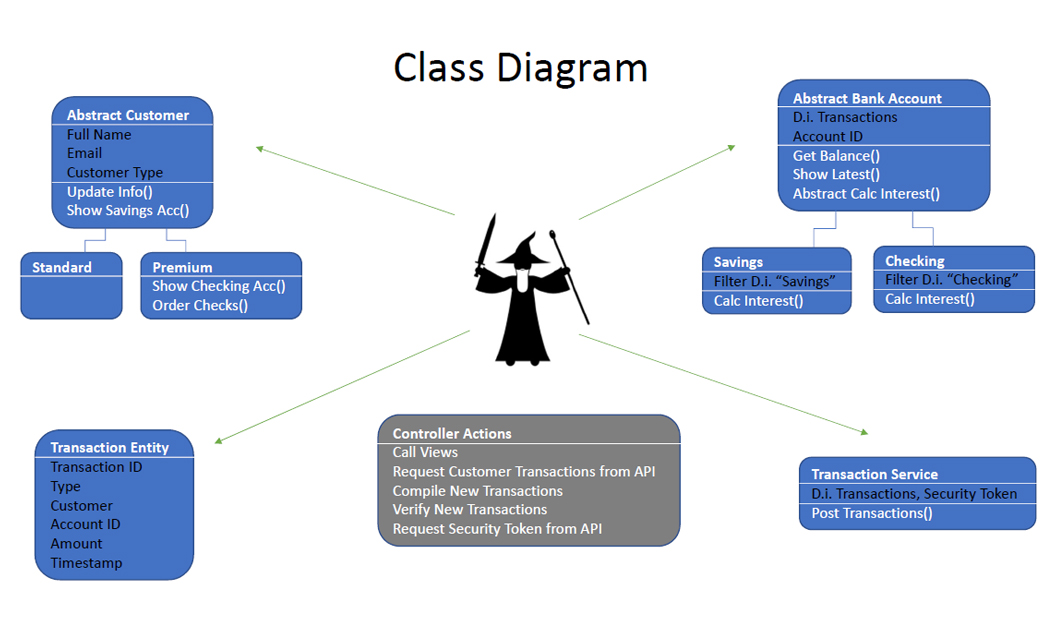 Class Diagram
Abstract Customer
Full Name
Email
Customer Type
Update Info()
Show Savings Acc()
Standard
Premium
Show Checking Acc()
Order Checks()
Abstract Bank Account
D.i. Transactions
Account ID
Get Balance()
Show Latest()
Abstract Calc Interest()
Savings
Filter D.i. “Savings”
Calc Interest()
Checking
Filter D.i. “Checking”
Calc Interest()
Transaction Entity
Transaction ID
Type
Customer
Account ID
Amount
Timestamp
Controller Actions
Call Views
Request Customer Transactions from API
Compile New Transactions
Verify New Transactions
Request Security Token from API
Transaction Service
D.i. Transactions, Security Token
Post Transactions()